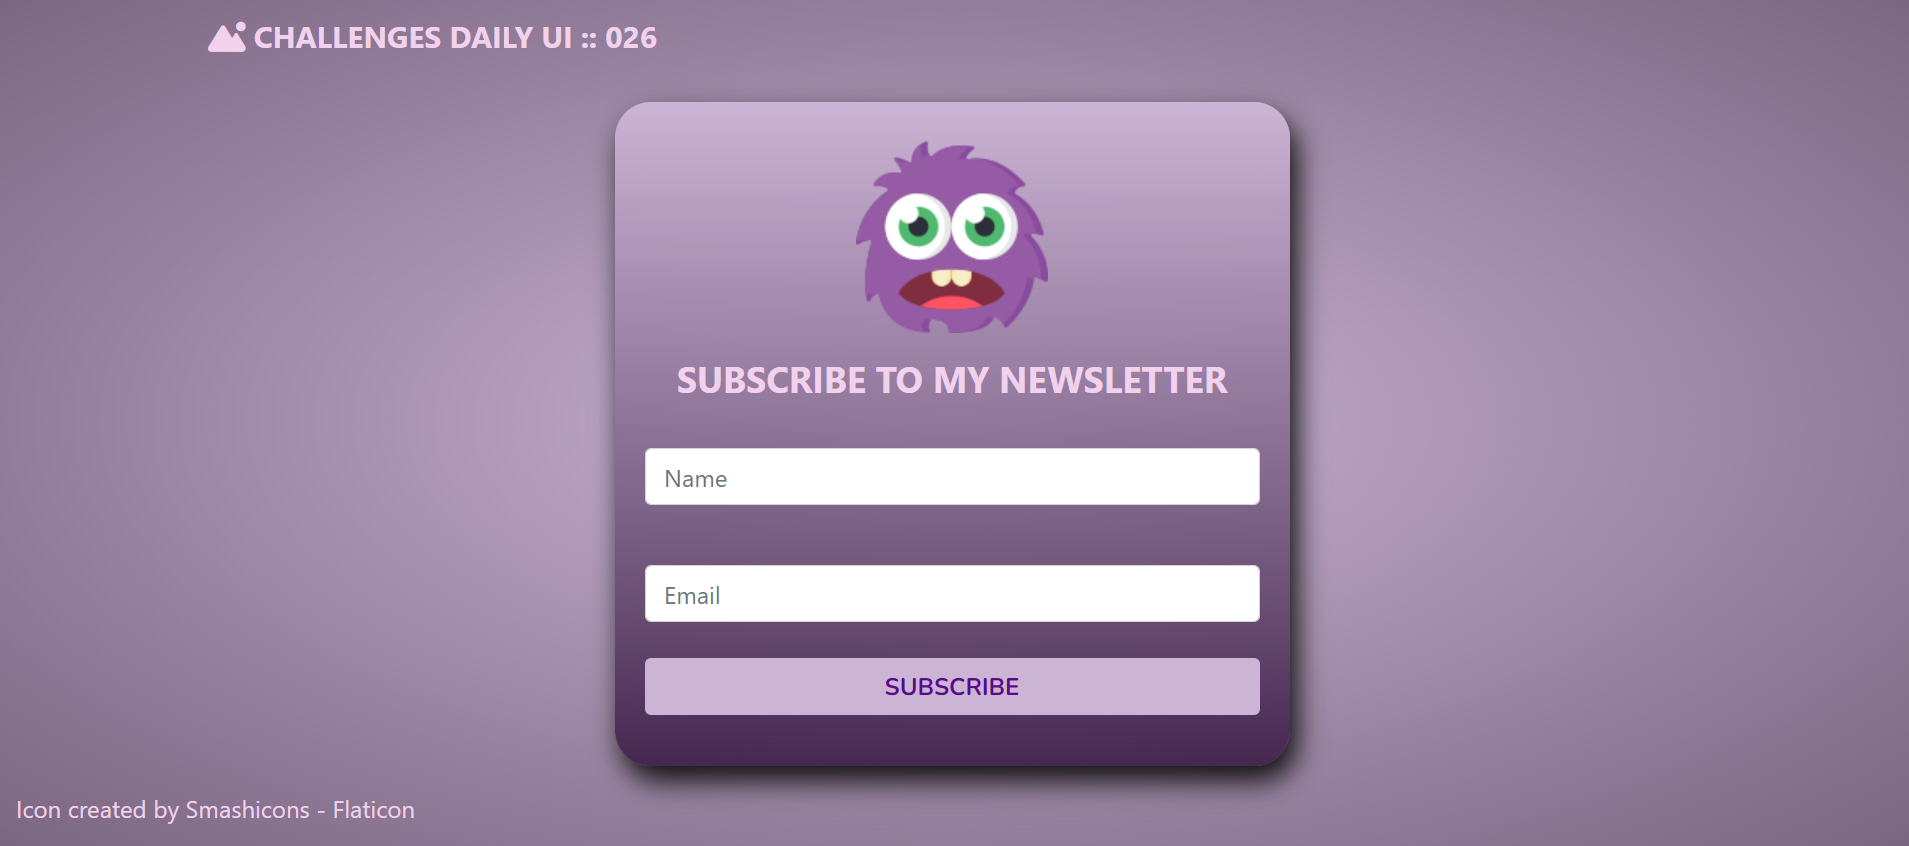 CHALLENGES DAILY UI :: 026
SUBSCRIBE TO MY NEWSLETTER
Name
Email
SUBSCRIBE
Icon created by Smashicons - Flaticon